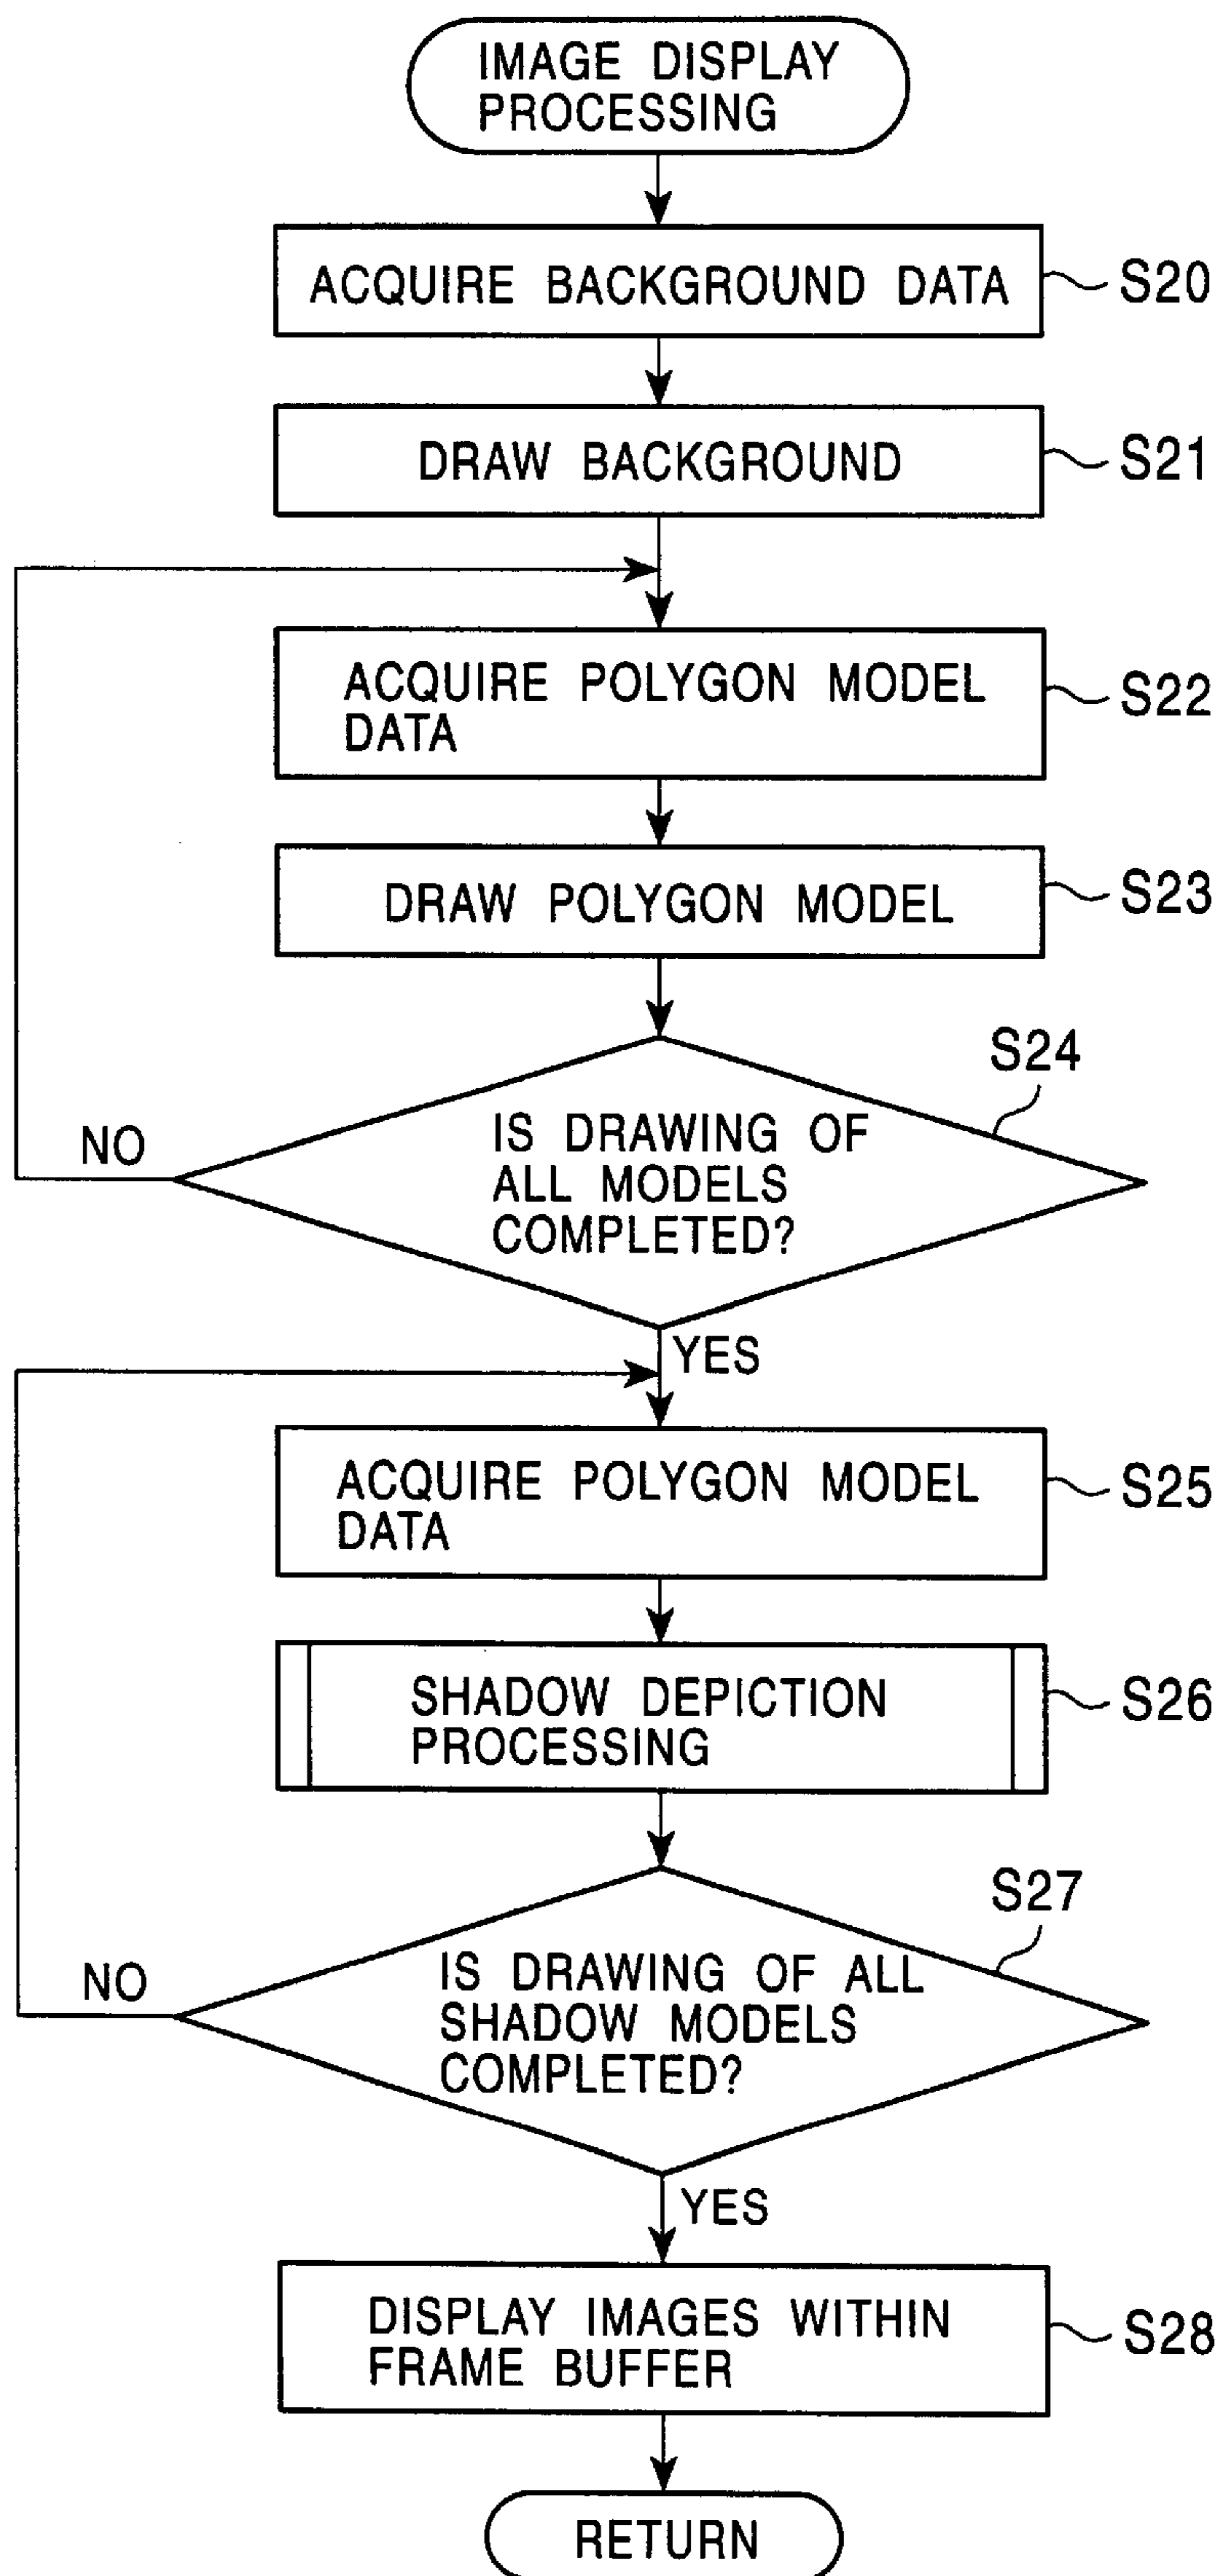 IMAGE DISPLAY
PROCESSING
ACQUIRE BACKGROUND DATA
S20
DRAW BACKGROUND
S21
ACQUIRE POLYGON MODEL
DATA
S22
DRAW POLYGON MODEL
S23
S24
IS DRAWING OF
ALL MODELS
COMPLETED?
NO
YES
ACQUIRE POLYGON MODEL
DATA
S25
SHADOW DEPICTION
PROCESSING
S26
S27
IS DRAWING OF ALL
SHADOW MODELS
COMPLETED?
NO
YES
DISPLAY IMAGES WITHIN
FRAME BUFFER
S28
RETURN